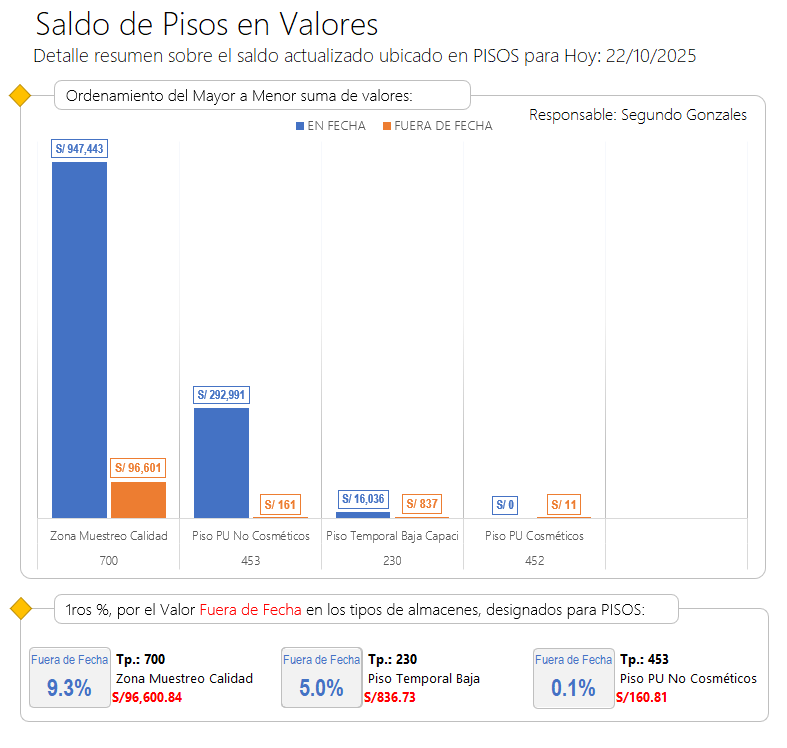 Saldo de Pisos en Valores
Detalle resumen sobre el saldo actualizado ubicado en PISOS para Hoy: 22/10/2025
Ordenamiento del Mayor a Menor suma de valores:
Responsable: Segundo Gonzales
EN FECHA FUERA DE FECHA
S/ 947,443
S/ 292,991
S/ 96,601
S/ 16,036
S/ 161
S/ 837
S/ 0
S/ 11
Zona Muestreo Calidad Piso PU No Cosméticos Piso Temporal Baja Capaci Piso PU Cosméticos
700 453 230 452
1ros %, por el Valor Fuera de Fecha en los tipos de almacenes, designados para PISOS:
Fuera de Fecha
9.3%
Tp.: 700
Zona Muestreo Calidad
S/96,600.84
Fuera de Fecha
5.0%
Tp.: 230
Piso Temporal Baja
S/836.73
Fuera de Fecha
0.1%
Tp.: 453
Piso PU No Cosméticos
S/160.81